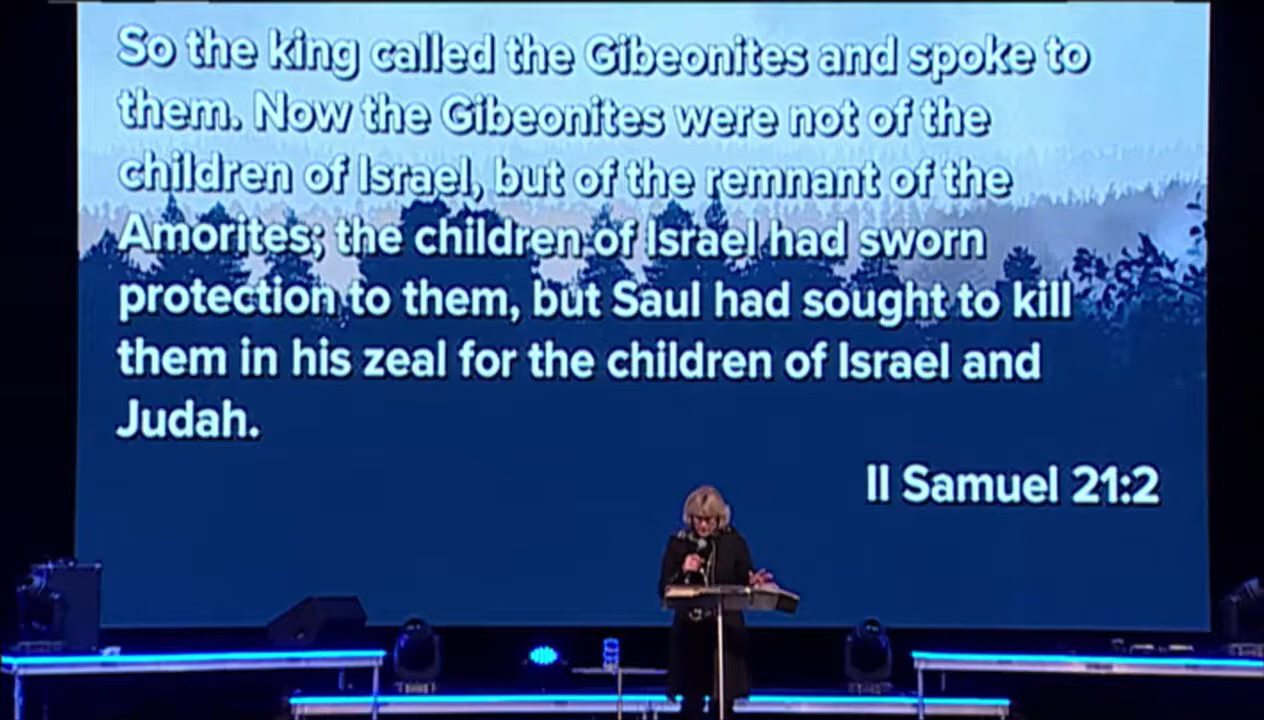 So the king called the Gibeonites and spoke to
them. Now the Gibeonites were not of the
children of Israel, but of the remnant of the
Amorites; the children of Israel had sworn
protection to them, but Saul had sought to kill
them in his zeal for the children of Israel and
Judah.
II Samuel 21:2